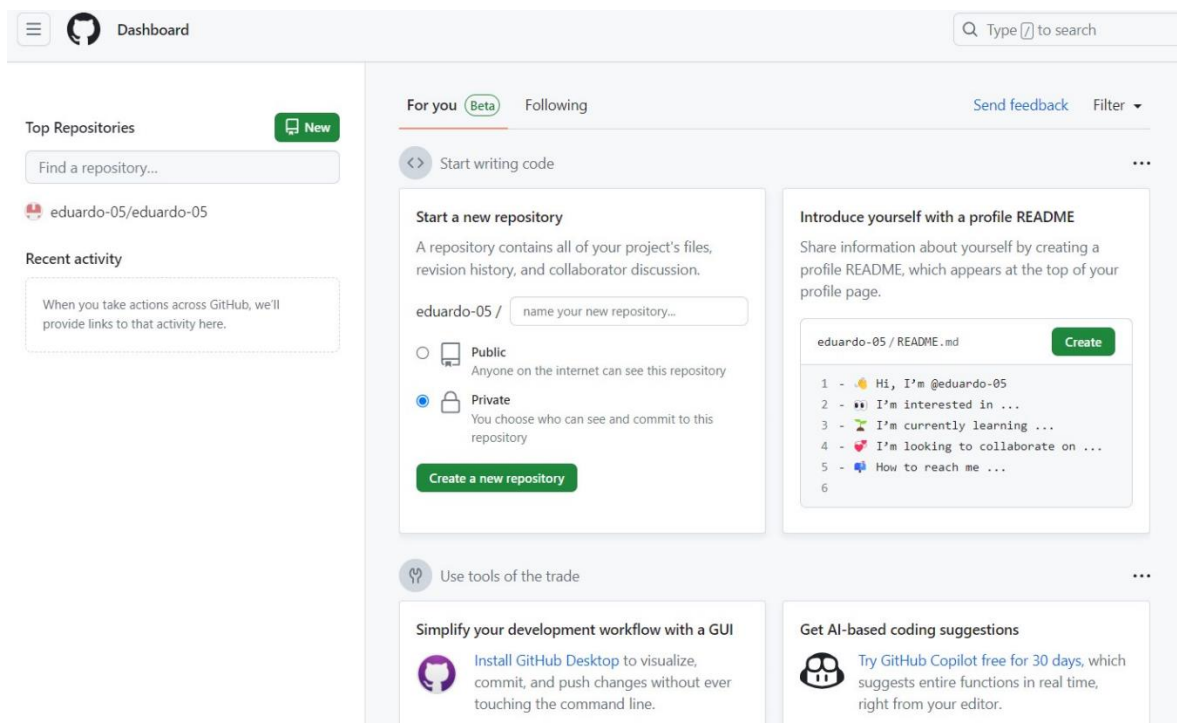 Dashboard
Type / to search
Top Repositories
New
Find a repository...
eduardo-05/eduardo-05
Recent activity
When you take actions across GitHub, we'll
provide links to that activity here.
For you Beta Following
Send feedback Filter
Start writing code
Start a new repository
A repository contains all of your project's files,
revision history, and collaborator discussion.
eduardo-05 / name your new repository...
Public
Anyone on the internet can see this repository
Private
You choose who can see and commit to this
repository
Create a new repository
Introduce yourself with a profile README
Share information about yourself by creating a
profile README, which appears at the top of your
profile page.
eduardo-05/README.md Create
1 - 👋 Hi, I'm @eduardo-05
2 - 👀 I'm interested in ...
3 - 🌱 I'm currently learning ...
4 - 💞️ I'm looking to collaborate on ...
5 - 📫 How to reach me ...
6
Use tools of the trade
Simplify your development workflow with a GUI
Install GitHub Desktop to visualize,
commit, and push changes without ever
touching the command line.
Get AI-based coding suggestions
Try GitHub Copilot free for 30 days, which
suggests entire functions in real time,
right from your editor.